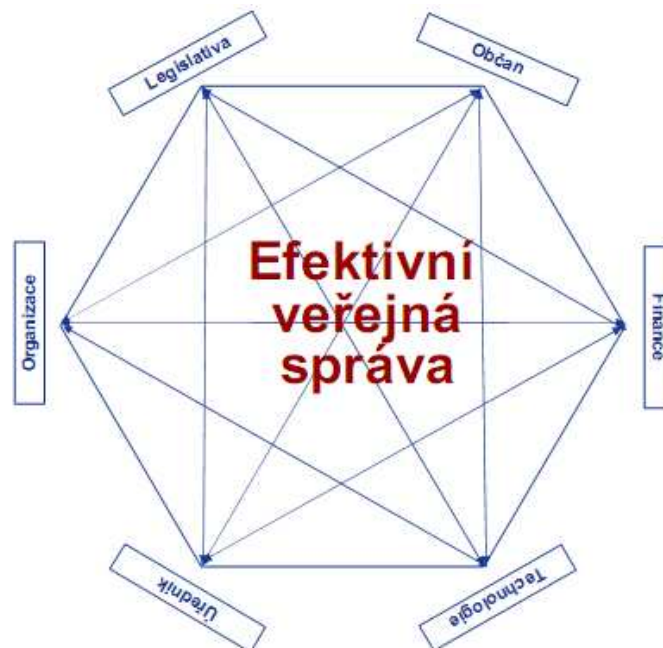 Legislativa
Občan
Organizace
Efektivní
veřejná
správa
Finance
Úředník
Technologie